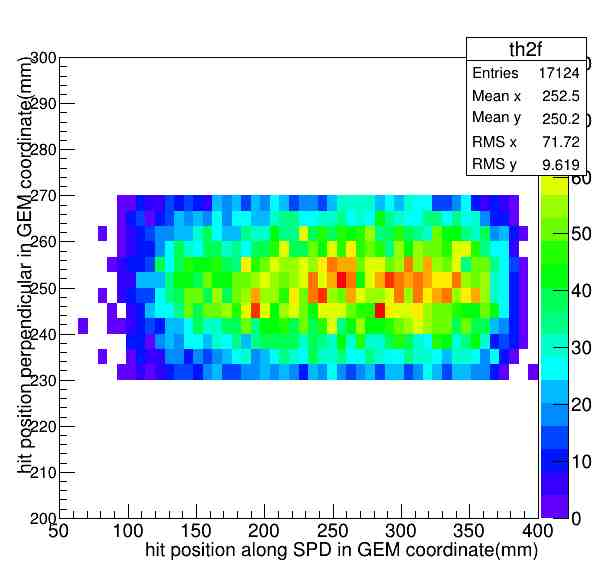 th2f
Entries 17124
Mean x 252.5
Mean y 250.2
RMS x 71.72
RMS y 9.619
hit position perpendicular in GEM coordinate(mm)
300
290
280
270
260
250
240
230
220
210
200
50 100 150 200 250 300 350 400
hit position along SPD in GEM coordinate(mm)
60
50
40
30
20
10
0